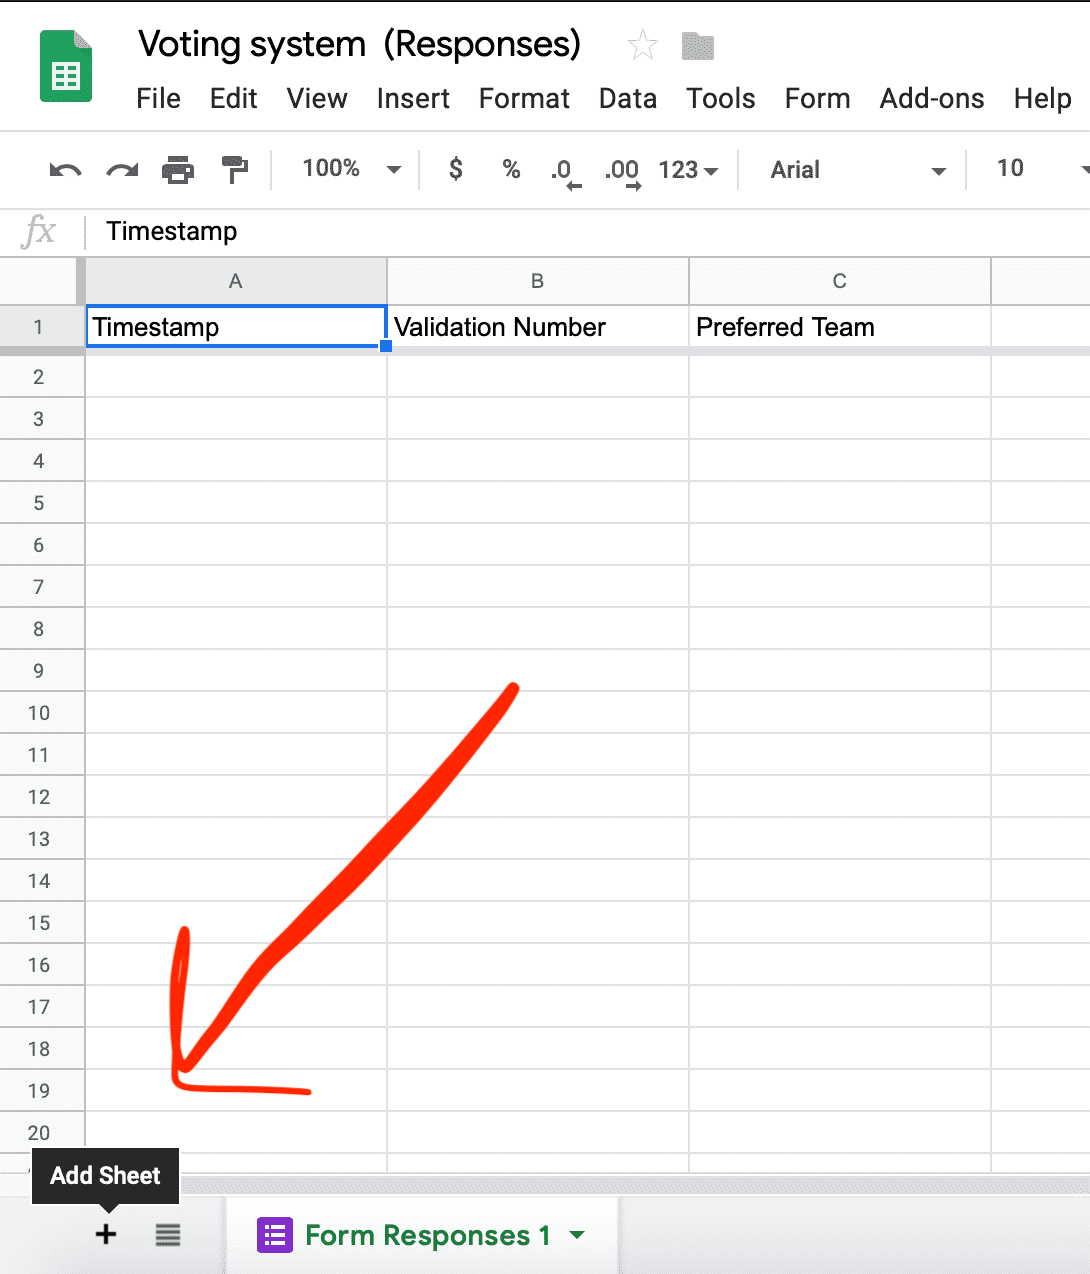 Voting system (Responses)
File Edit View Insert Format Data Tools Form Add-ons Help
100% $ % .0 .00 123 Arial 10
fx Timestamp
A B C
1 Timestamp Validation Number Preferred Team
2
3
4
5
6
7
8
9
10
11
12
13
14
15
16
17
18
19
20
Add Sheet
+ Form Responses 1